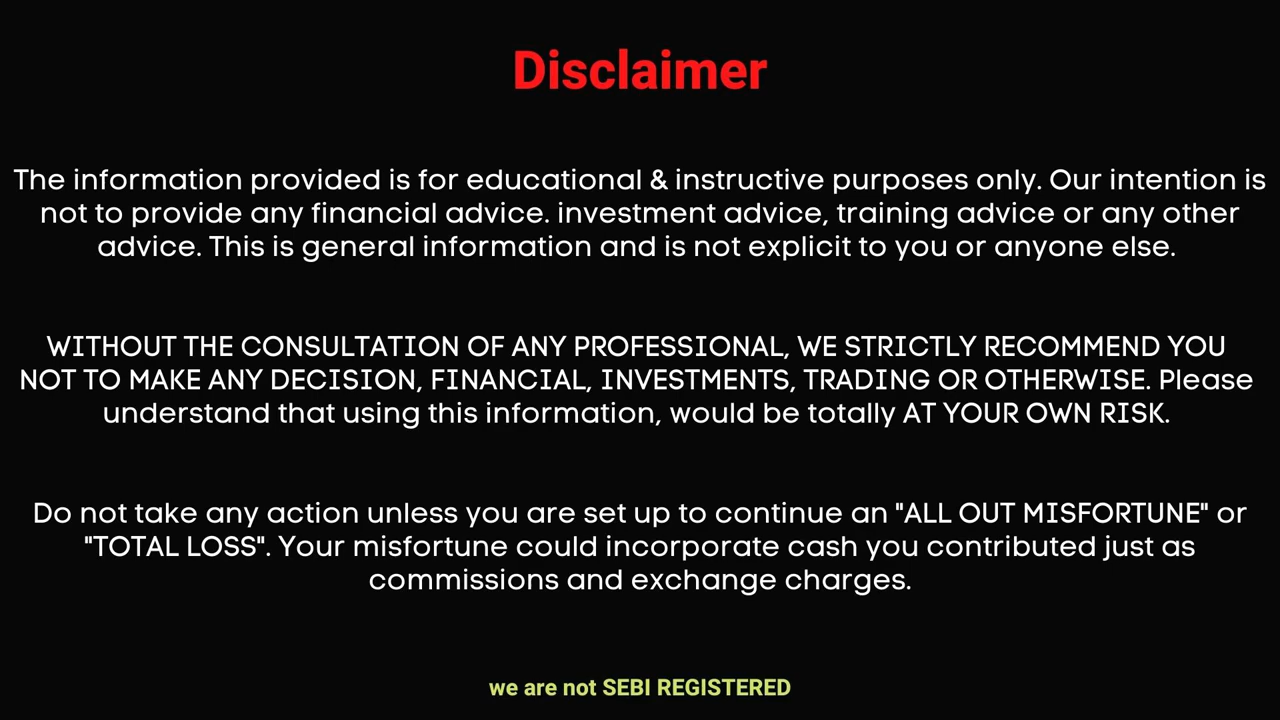 Disclaimer
The information provided is for educational & instructive purposes only. Our intention is
not to provide any financial advice. investment advice, training advice or any other
advice. This is general information and is not explicit to you or anyone else.
WITHOUT THE CONSULTATION OF ANY PROFESSIONAL, WE STRICTLY RECOMMEND YOU
NOT TO MAKE ANY DECISION, FINANCIAL, INVESTMENTS, TRADING OR OTHERWISE. Please
understand that using this information, would be totally AT YOUR OWN RISK.
Do not take any action unless you are set up to continue an "ALL OUT MISFORTUNE" or
"TOTAL LOSS". Your misfortune could incorporate cash you contributed just as
commissions and exchange charges.
we are not SEBI REGISTERED